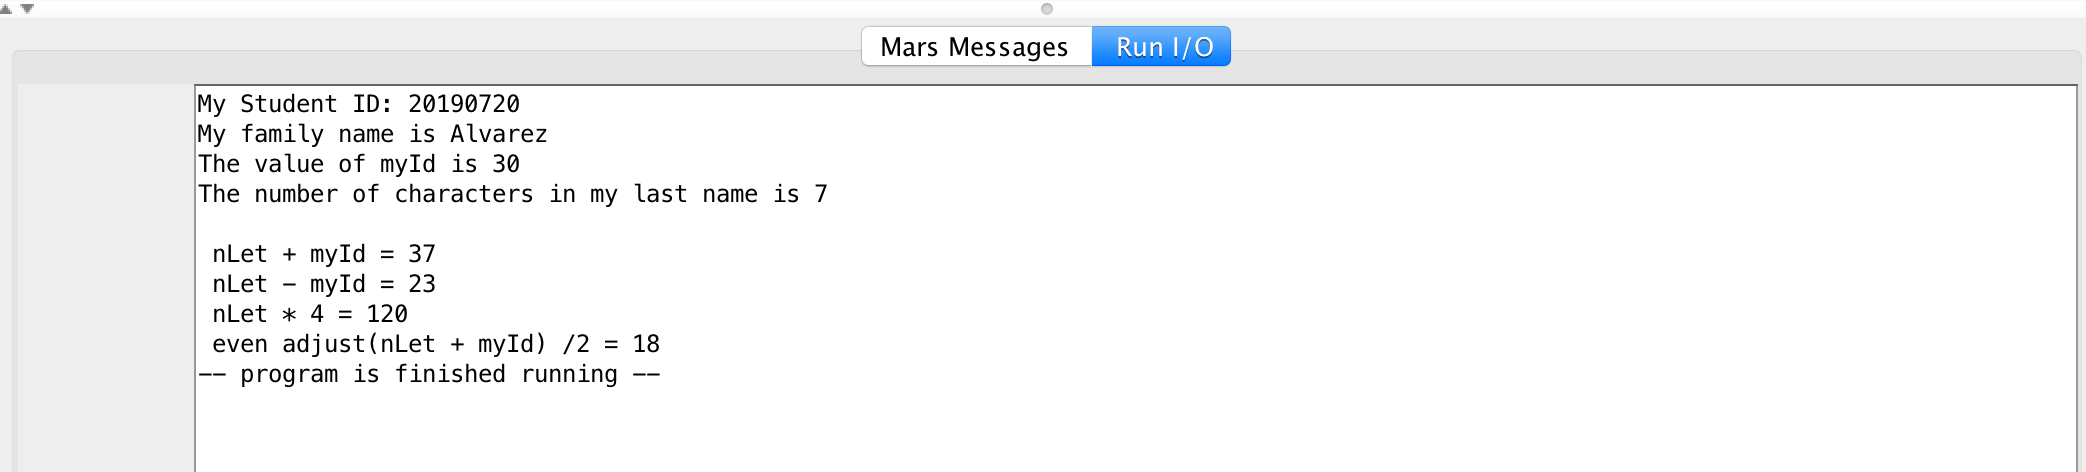 Mars Messages Run I/O
My Student ID: 20190720
My family name is Alvarez
The value of myId is 30
The number of characters in my last name is 7
nLet + myId = 37
nLet - myId = 23
nLet * 4 = 120
even adjust(nLet + myId) /2 = 18
-- program is finished running --